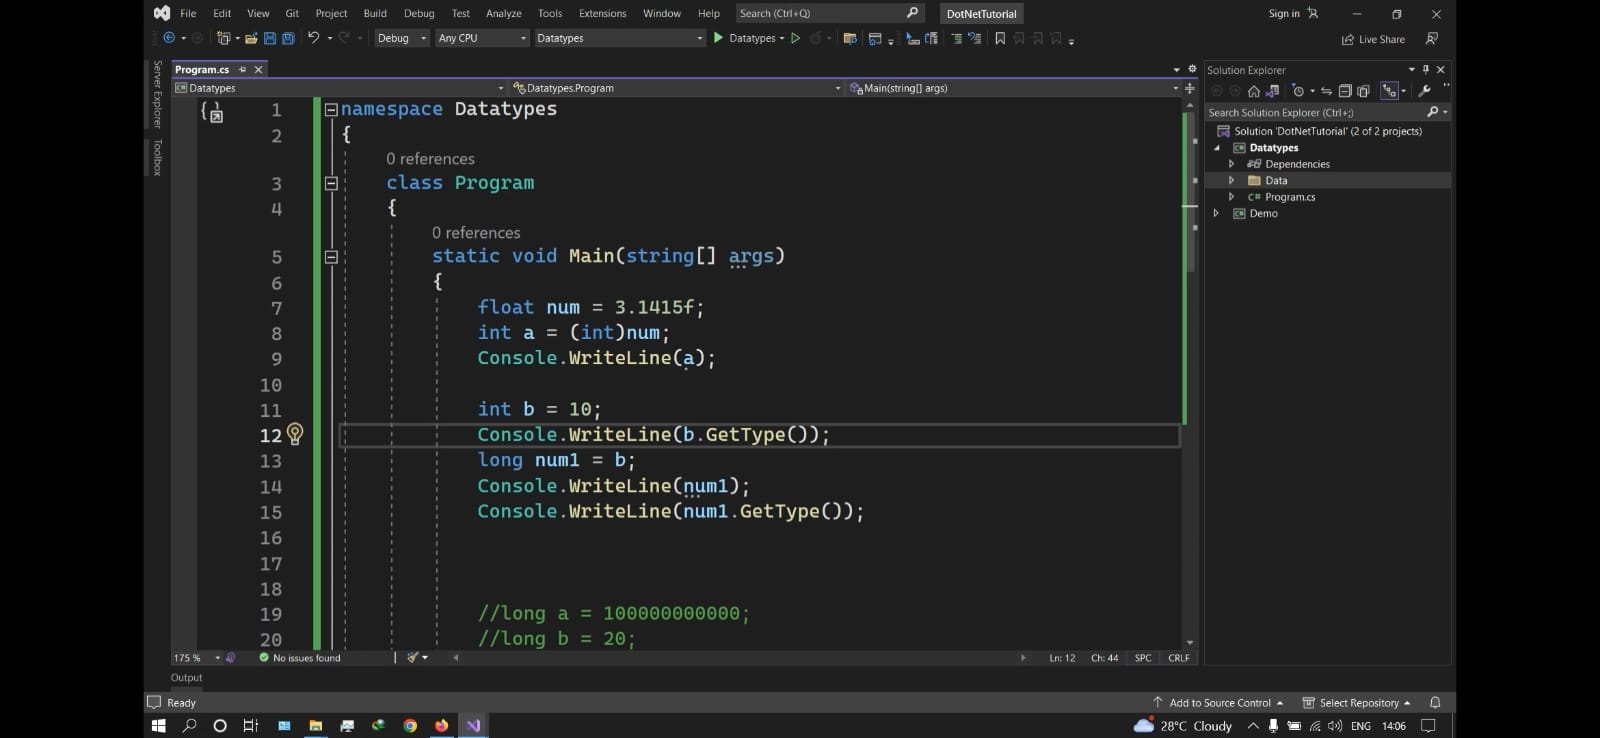 File Edit View Git Project Build Debug Test Analyze Tools Extensions Window Help Search (Ctrl+Q) DotNetTutorial Sign in
Debug Any CPU Datatypes Datatypes Live Share
Server Explorer
Toolbox
Program.cs
Datatypes Datatypes.Program Main(string[] args)
1 namespace Datatypes
2 {
0 references
3 class Program
4 {
0 references
5 static void Main(string[] args)
6 {
7 float num = 3.1415f;
8 int a = (int)num;
9 Console.WriteLine(a);
10
11 int b = 10;
12 Console.WriteLine(b.GetType());
13 long num1 = b;
14 Console.WriteLine(num1);
15 Console.WriteLine(num1.GetType());
16
17
18
19 //long a = 100000000000;
20 //long b = 20;
175 % No issues found Ln: 12 Ch: 44 SPC CRLF
Solution Explorer
Search Solution Explorer (Ctrl+;)
Solution 'DotNetTutorial' (2 of 2 projects)
Datatypes
Dependencies
Data
C# Program.cs
Demo
Output
Ready Add to Source Control Select Repository
28°C Cloudy ENG 14:06